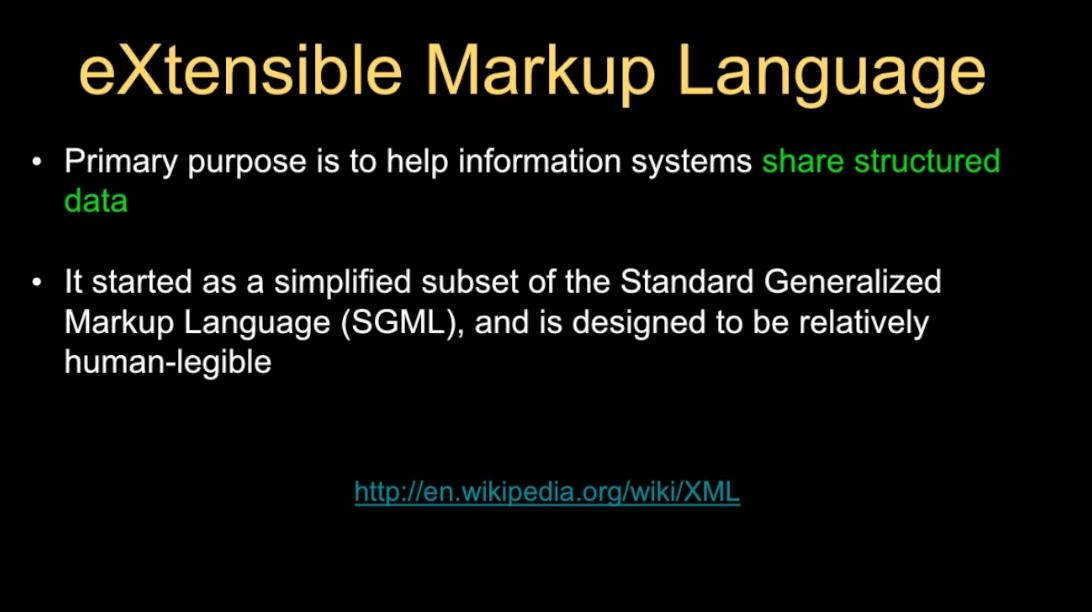 eXtensible Markup Language
• Primary purpose is to help information systems share structured
data
• It started as a simplified subset of the Standard Generalized
Markup Language (SGML), and is designed to be relatively
human-legible
http://en.wikipedia.org/wiki/XML